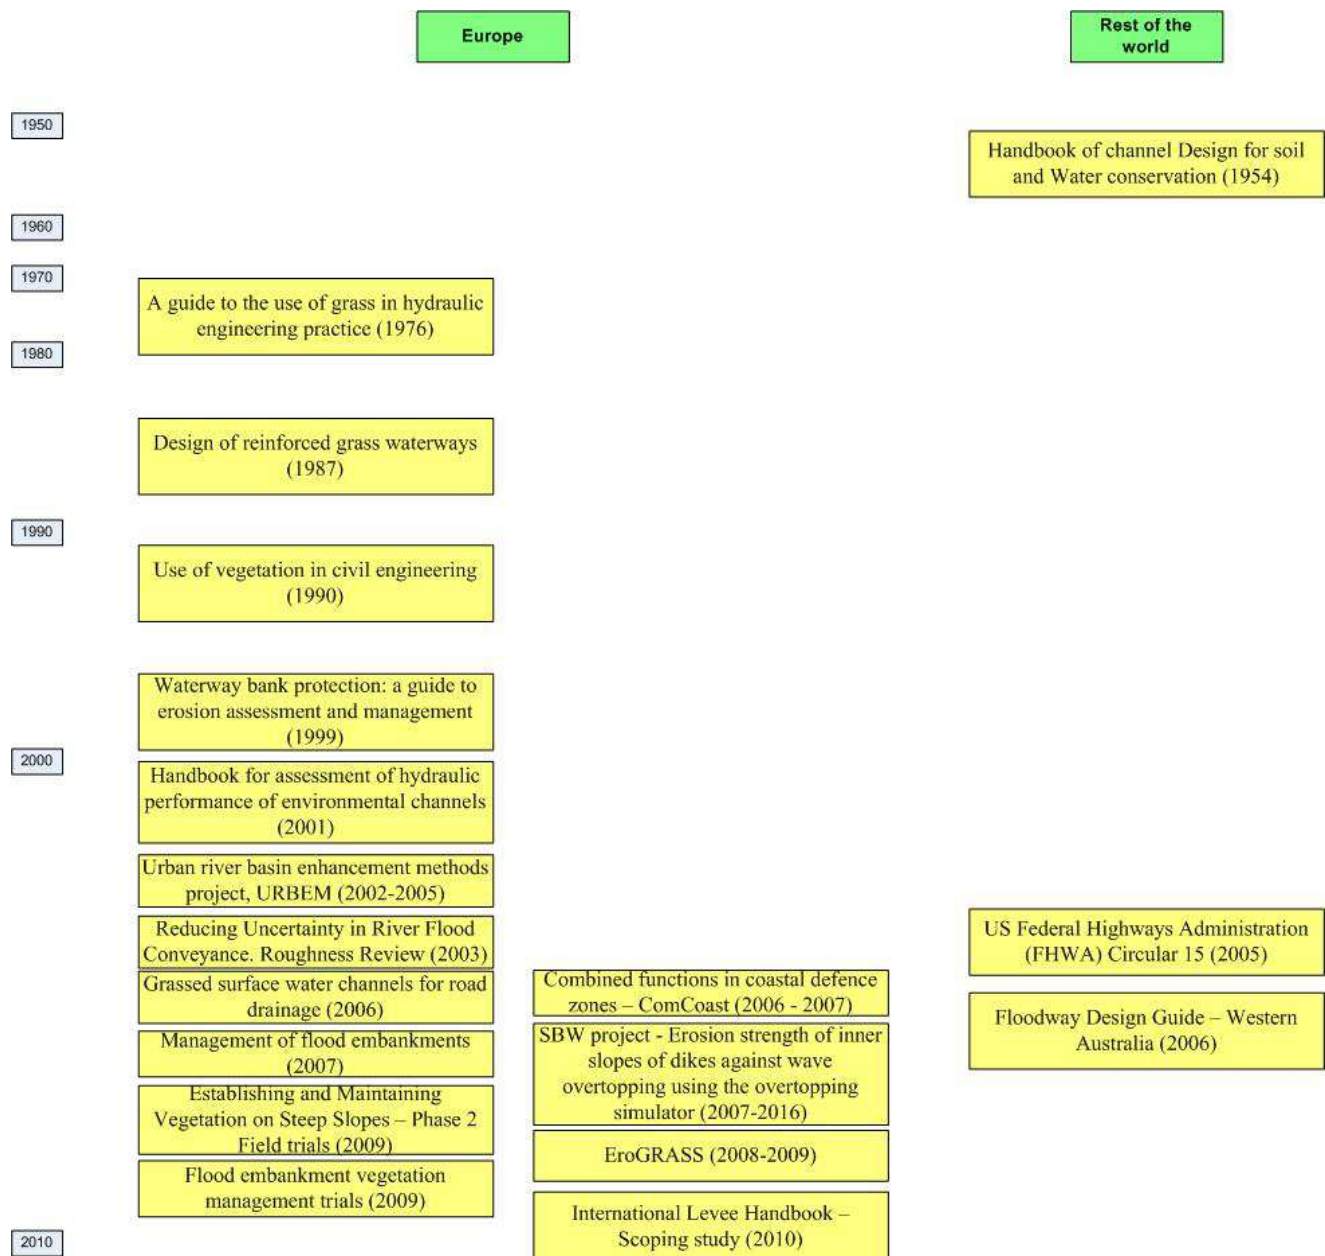 Europe
Rest of the
world
1950
Handbook of channel Design for soil
and Water conservation (1954)
1960
1970
A guide to the use of grass in hydraulic
engineering practice (1976)
1980
Design of reinforced grass waterways
(1987)
1990
Use of vegetation in civil engineering
(1990)
Waterway bank protection: a guide to
erosion assessment and management
(1999)
2000
Handbook for assessment of hydraulic
performance of environmental channels
(2001)
Urban river basin enhancement methods
project, URBEM (2002-2005)
Reducing Uncertainty in River Flood
Conveyance. Roughness Review (2003)
US Federal Highways Administration
(FHWA) Circular 15 (2005)
Grassed surface water channels for road
drainage (2006)
Combined functions in coastal defence
zones – ComCoast (2006 - 2007)
Floodway Design Guide – Western
Australia (2006)
Management of flood embankments
(2007)
SBW project - Erosion strength of inner
slopes of dikes against wave
overtopping using the overtopping
simulator (2007-2016)
Establishing and Maintaining
Vegetation on Steep Slopes – Phase 2
Field trials (2009)
EroGRASS (2008-2009)
Flood embankment vegetation
management trials (2009)
International Levee Handbook –
Scoping study (2010)
2010